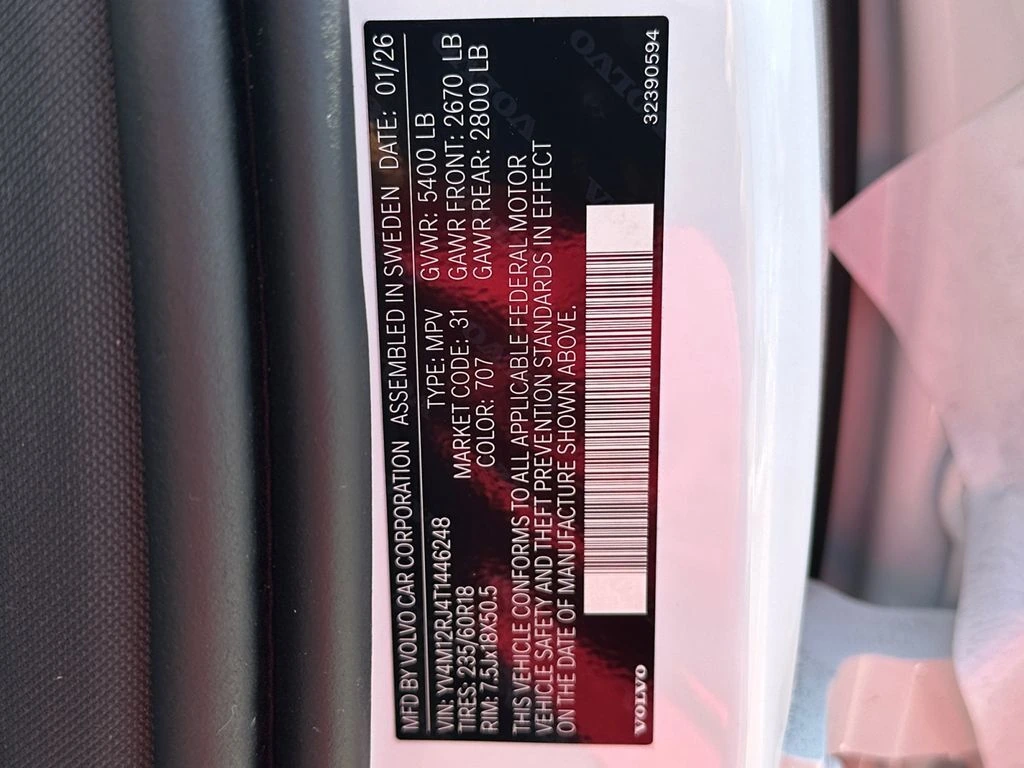 MFD BY VOLVO CAR CORPORATION ASSEMBLED IN SWEDEN DATE: 01/26
VIN: YV4M12RJ4T1446248 TYPE: MPV GVWR: 5400 LB
TIRES: 235/60R18 MARKET CODE: 31 GAWR FRONT: 2670 LB
RIM: 7.5Jx18X50.5 COLOR: 707 GAWR REAR: 2800 LB
THIS VEHICLE CONFORMS TO ALL APPLICABLE FEDERAL MOTOR
VEHICLE SAFETY AND THEFT PREVENTION STANDARDS IN EFFECT
ON THE DATE OF MANUFACTURE SHOWN ABOVE.
VOLVO
32390594